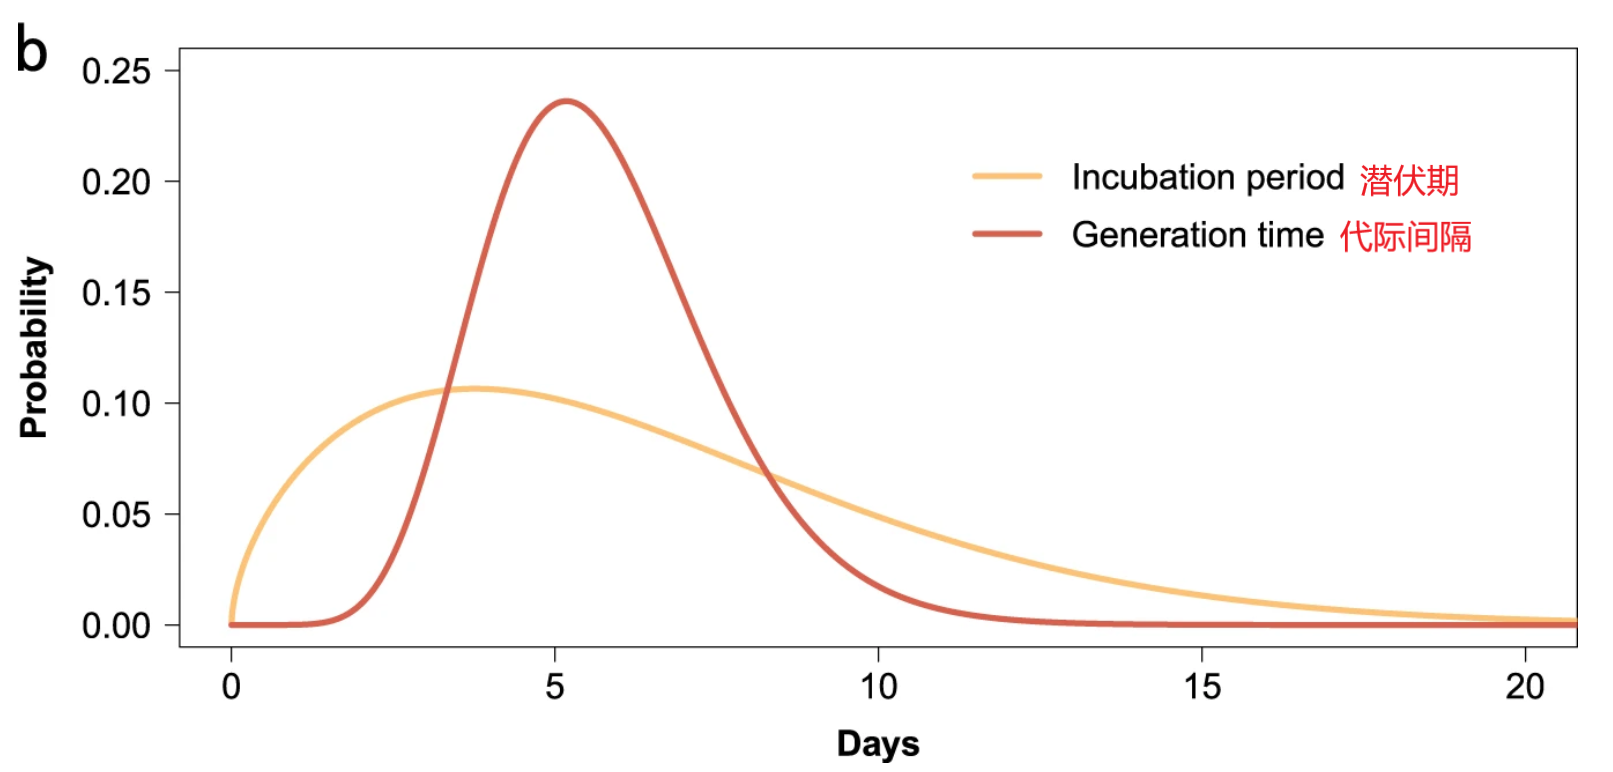 b
0.25
0.20
0.15
0.10
0.05
0.00
Probability
Incubation period 潜伏期
Generation time 代际间隔
0 5 10 15 20
Days